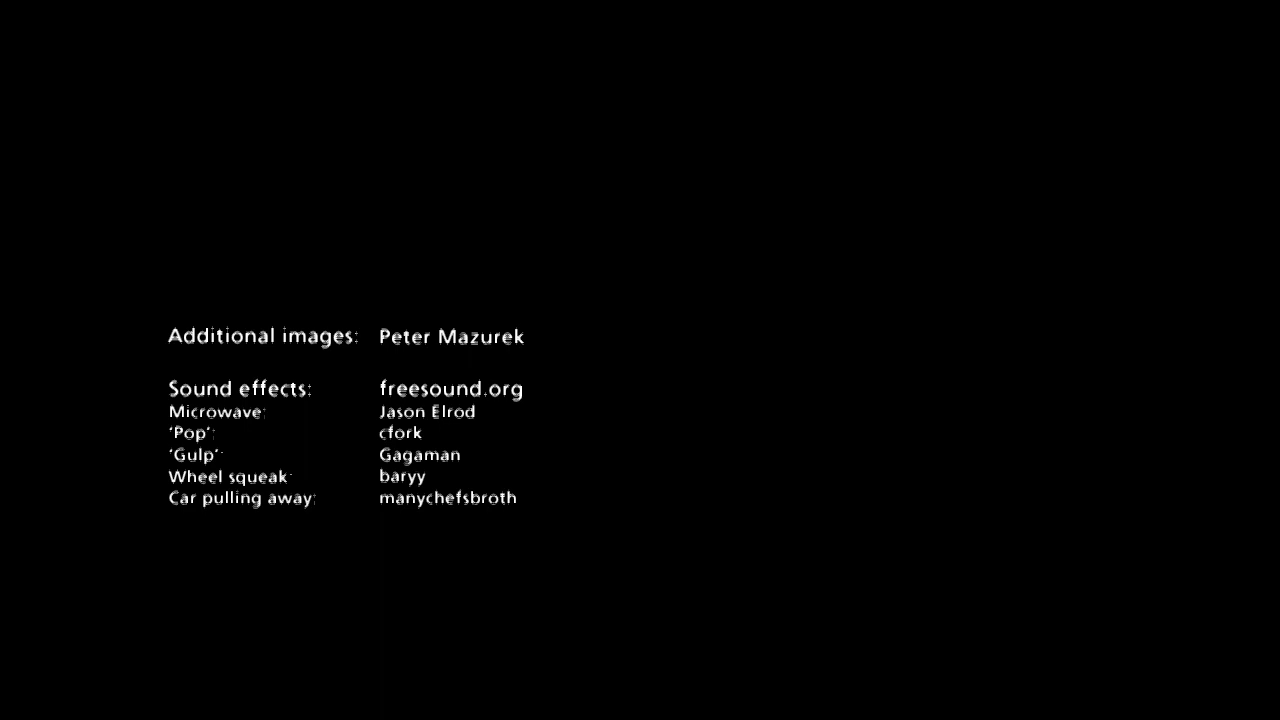 Additional images: Peter Mazurek
Sound effects: freesound.org
Microwave: Jason Elrod
‘Pop’: cfork
‘Gulp’: Gagaman
Wheel squeak: baryy
Car pulling away: manychefsbroth